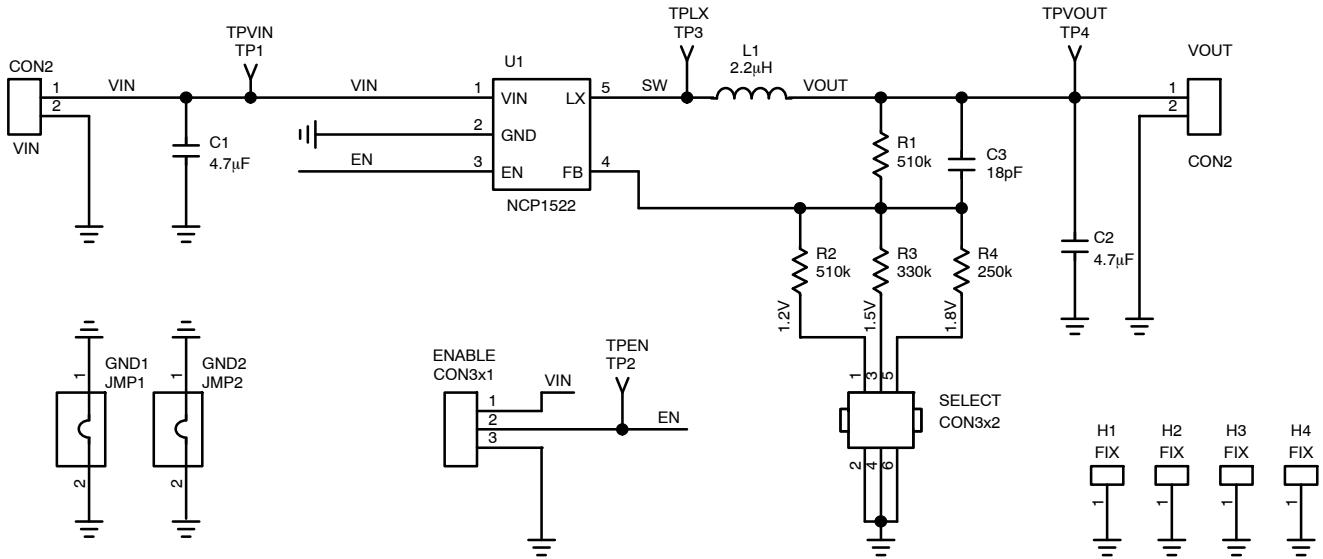 TPVIN
TP1
TPLX
TP3
TPVOUT
TP4
CON2
U1
L1
2.2μH
VOUT
1
VIN
VIN
1
VIN
LX
5
SW
VOUT
1
2
2
GND
2
VIN
C1
4.7μF
EN
3
EN
FB
4
R1
510k
C3
18pF
CON2
NCP1522
R2
510k
R3
330k
R4
250k
C2
4.7μF
1.2V
1.5V
1.8V
GND1
JMP1
GND2
JMP2
1
1
2
2
ENABLE
CON3x1
VIN
TPEN
TP2
1
2
3
EN
1
3
5
SELECT
CON3x2
2
4
6
H1
FIX
H2
FIX
H3
FIX
H4
FIX
1
1
1
1